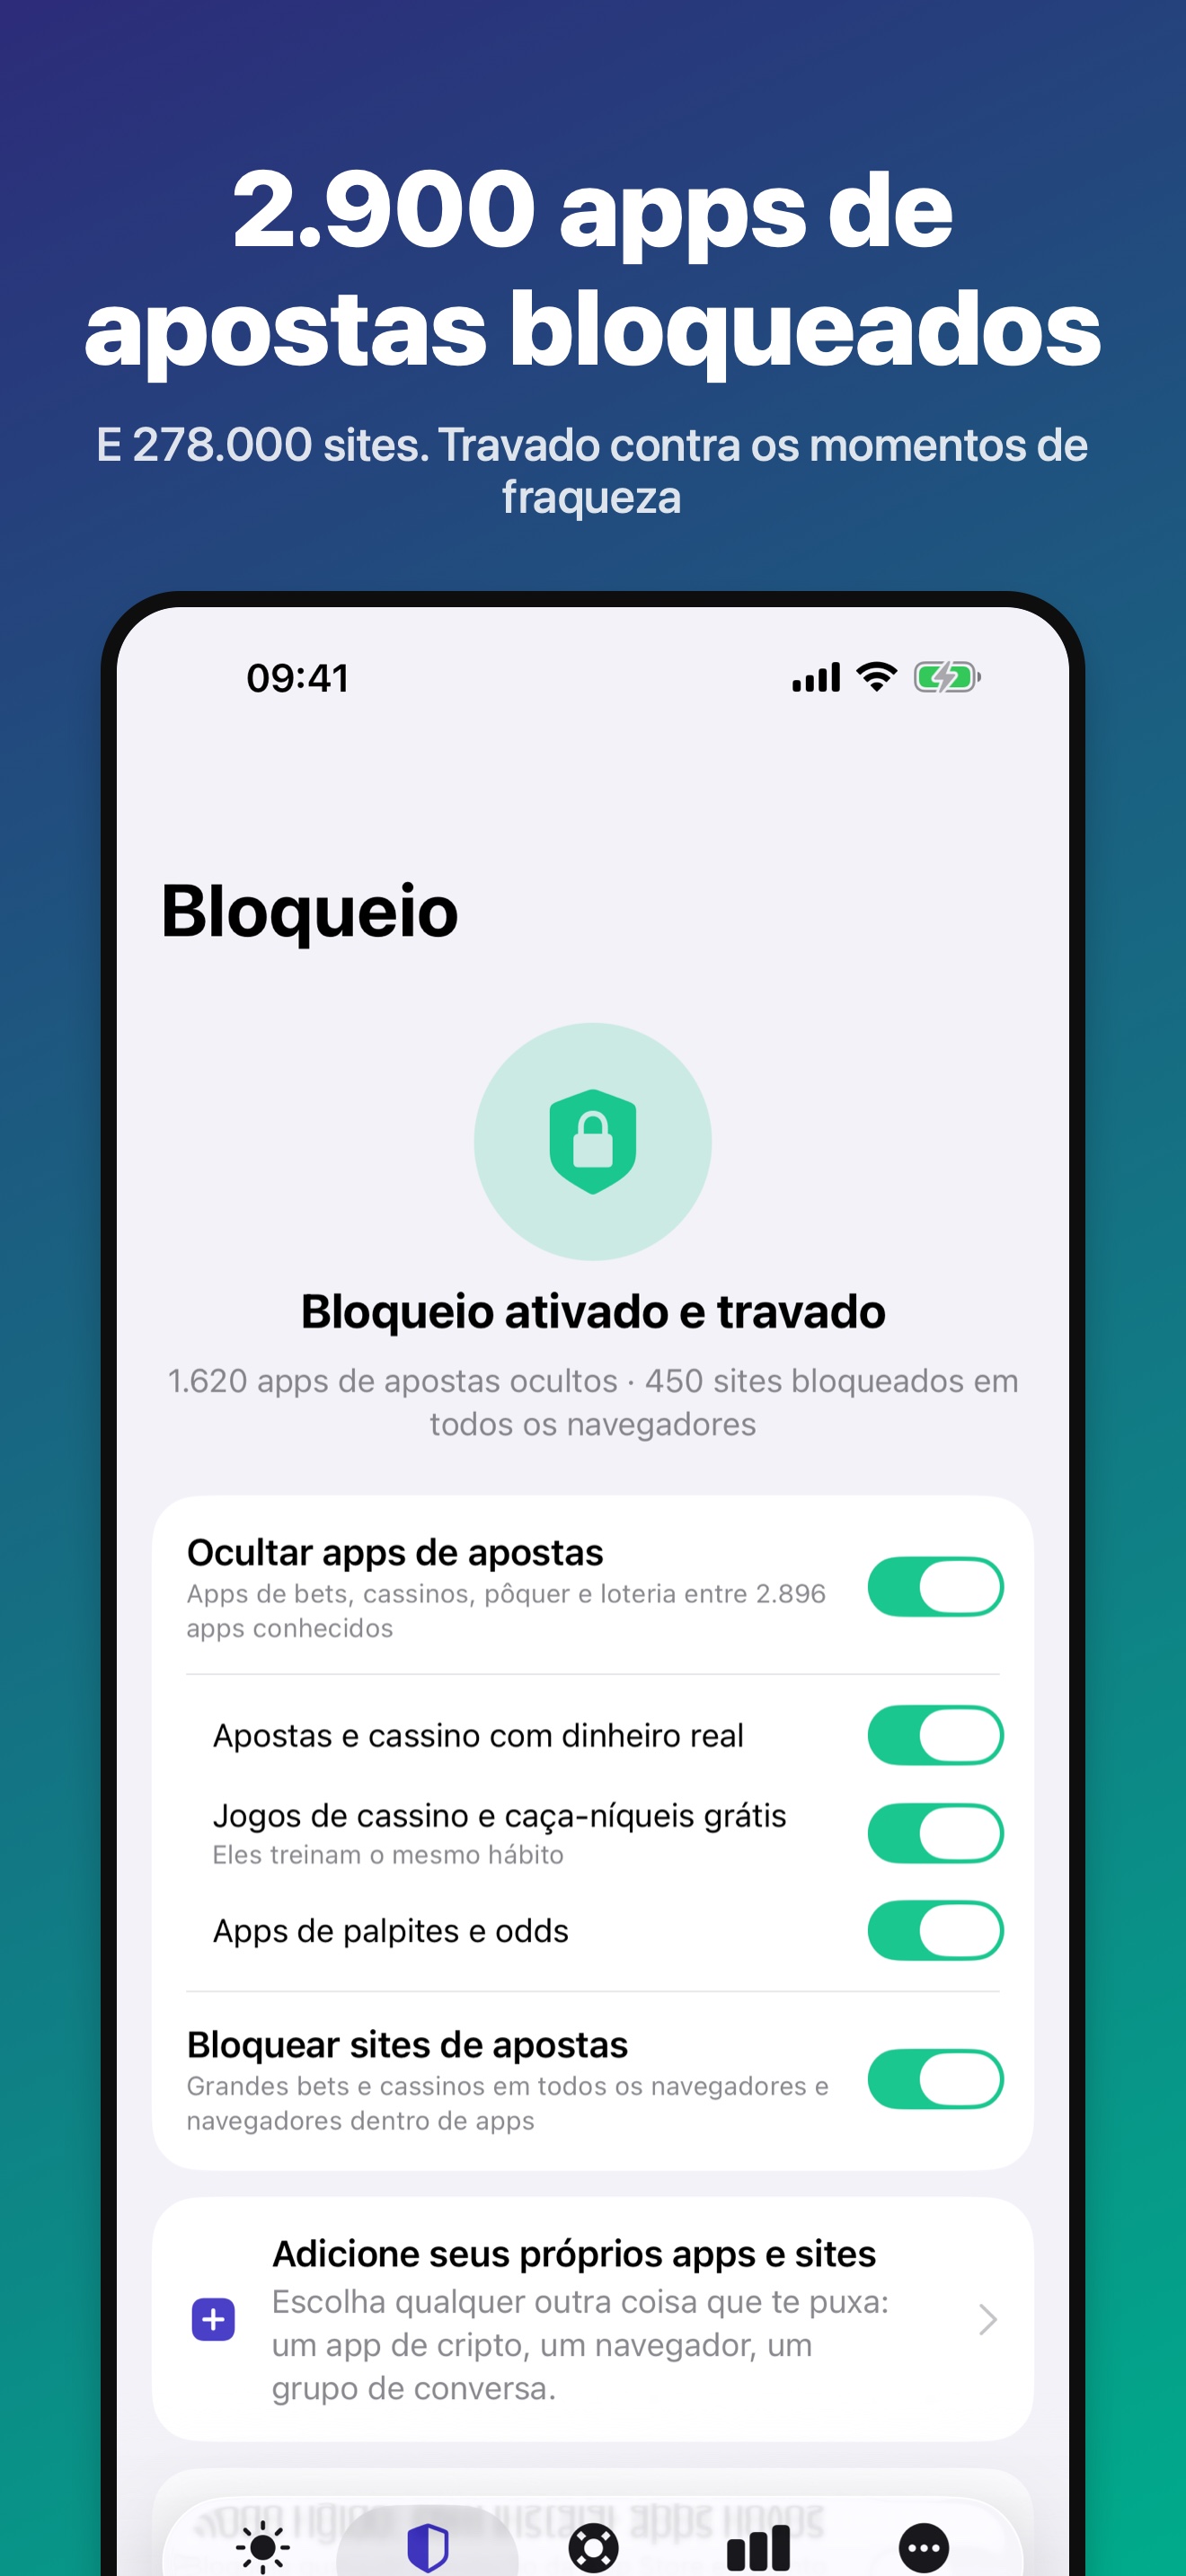 2.900 apps de
apostas bloqueados
E 278.000 sites. Travado contra os momentos de
fraqueza
09:41
Bloqueio
Bloqueio ativado e travado
1.620 apps de apostas ocultos · 450 sites bloqueados em
todos os navegadores
Ocultar apps de apostas
Apps de bets, cassinos, pôquer e loteria entre 2.896
apps conhecidos
Apostas e cassino com dinheiro real
Jogos de cassino e caça-níqueis grátis
Eles treinam o mesmo hábito
Apps de palpites e odds
Bloquear sites de apostas
Grandes bets e cassinos em todos os navegadores e
navegadores dentro de apps
Adicione seus próprios apps e sites
Escolha qualquer outra coisa que te puxa:
um app de cripto, um navegador, um
grupo de conversa.